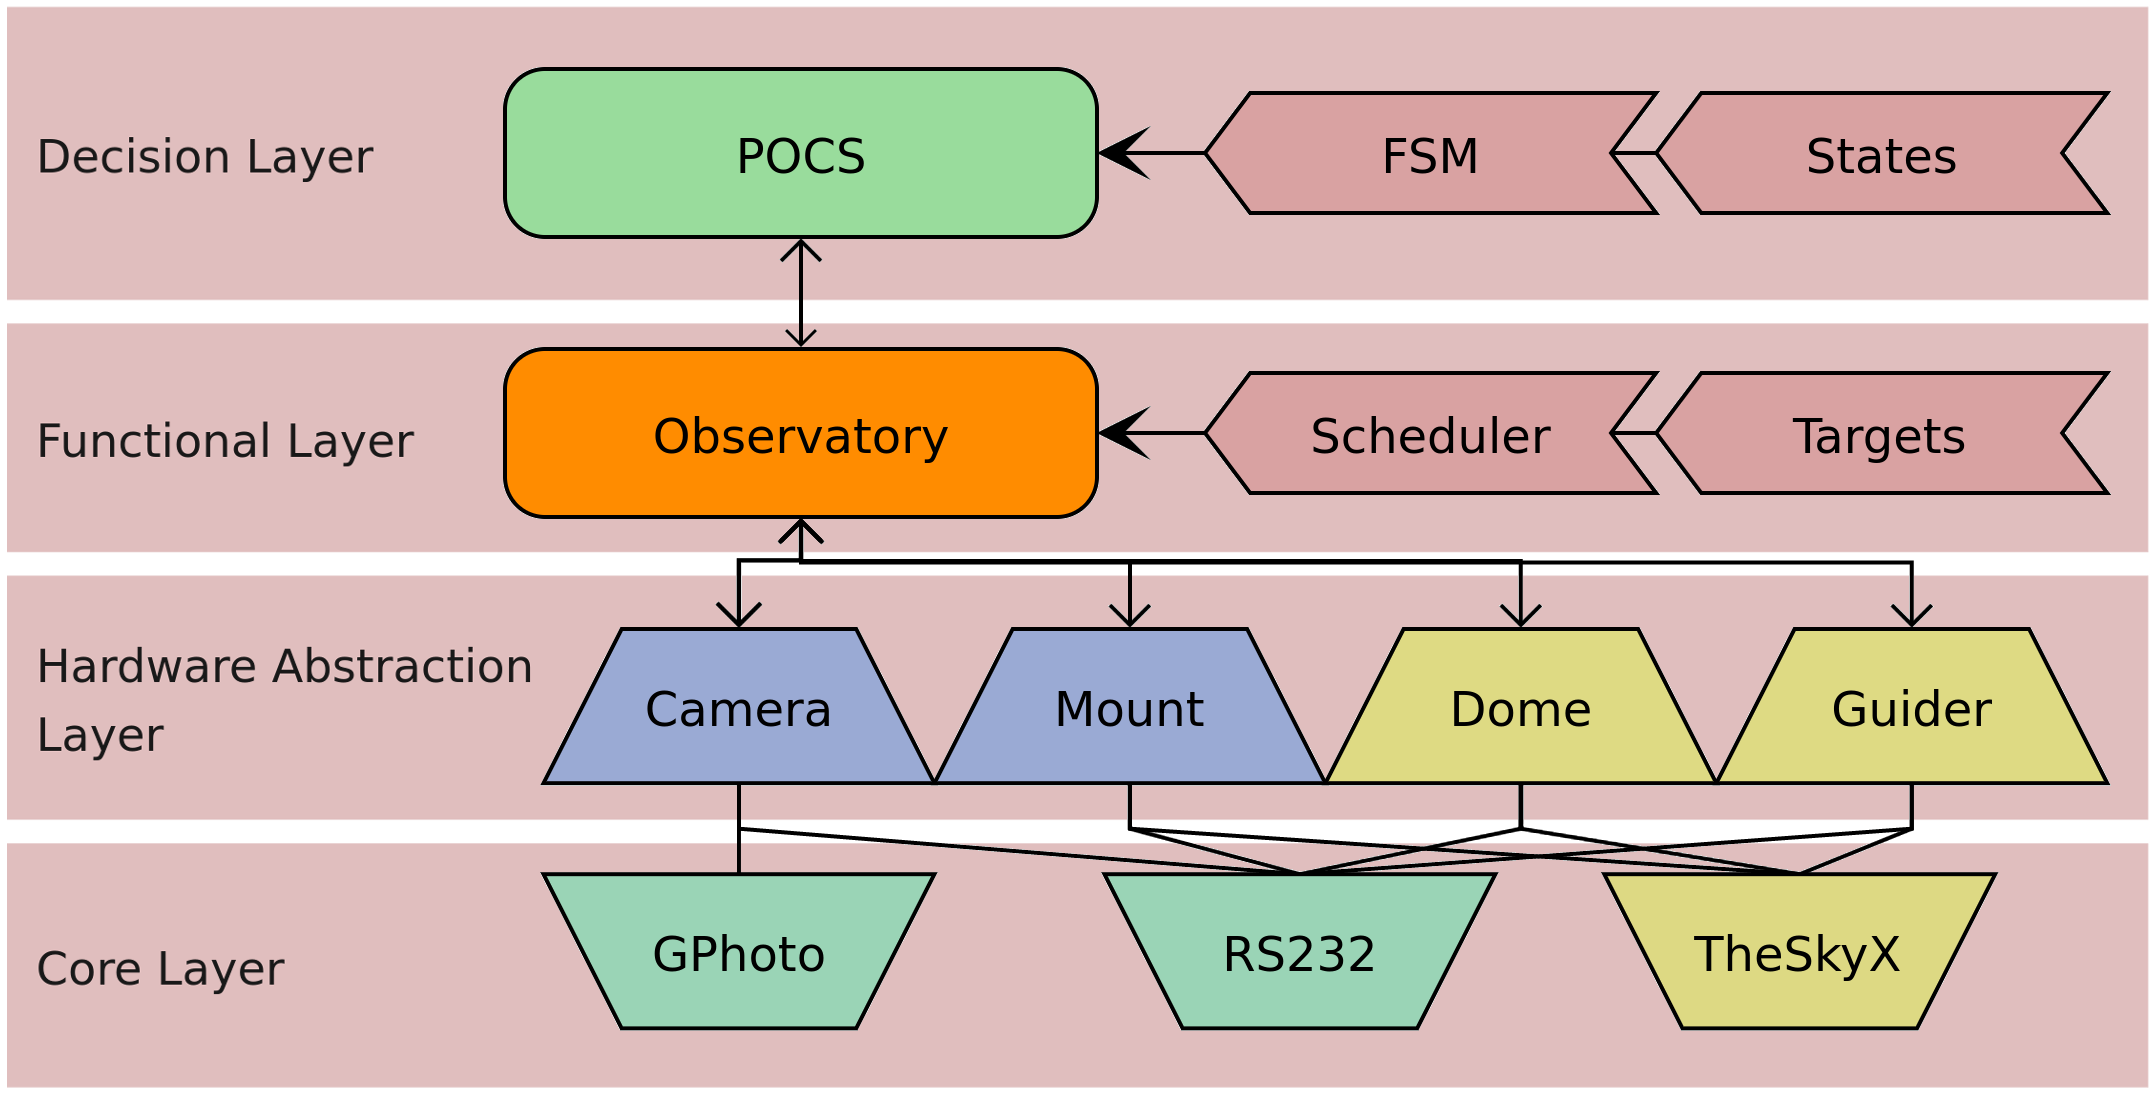 Decision Layer
POCS
FSM
States
Functional Layer
Observatory
Scheduler
Targets
Hardware Abstraction
Layer
Camera
Mount
Dome
Guider
Core Layer
GPhoto
RS232
TheSkyX